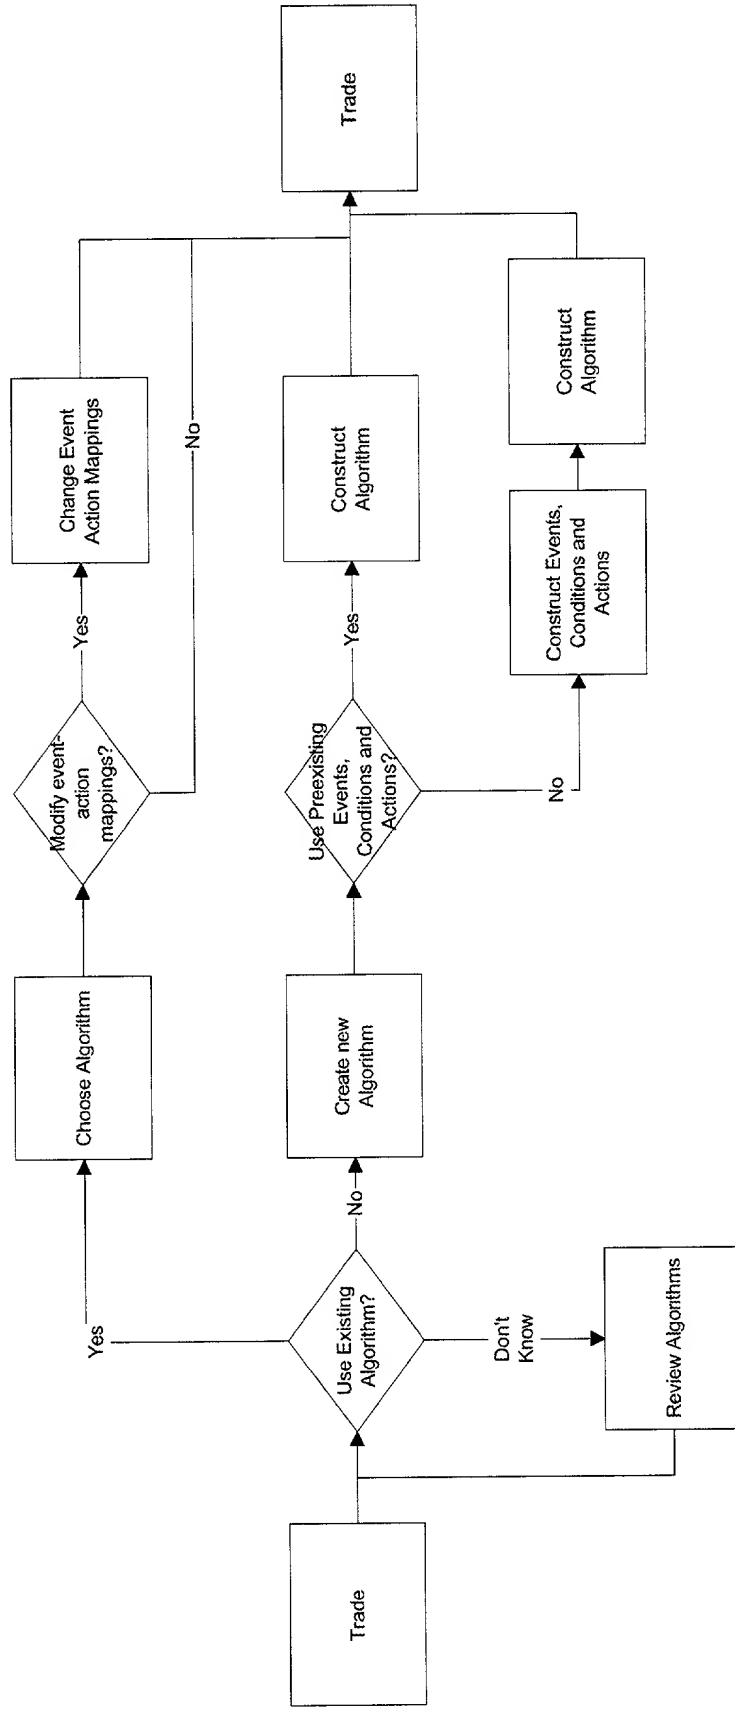 Trade
Use Existing
Algorithm?
Yes
No
Don't
Know
Review Algorithms
Choose Algorithm
Modify event-
action
mappings?
Yes
No
Change Event
Action Mappings
Create new
Algorithm
Use Preexisting
Events,
Conditions and
Actions?
Yes
No
Construct
Algorithm
Construct Events,
Conditions and
Actions
Construct
Algorithm
Trade